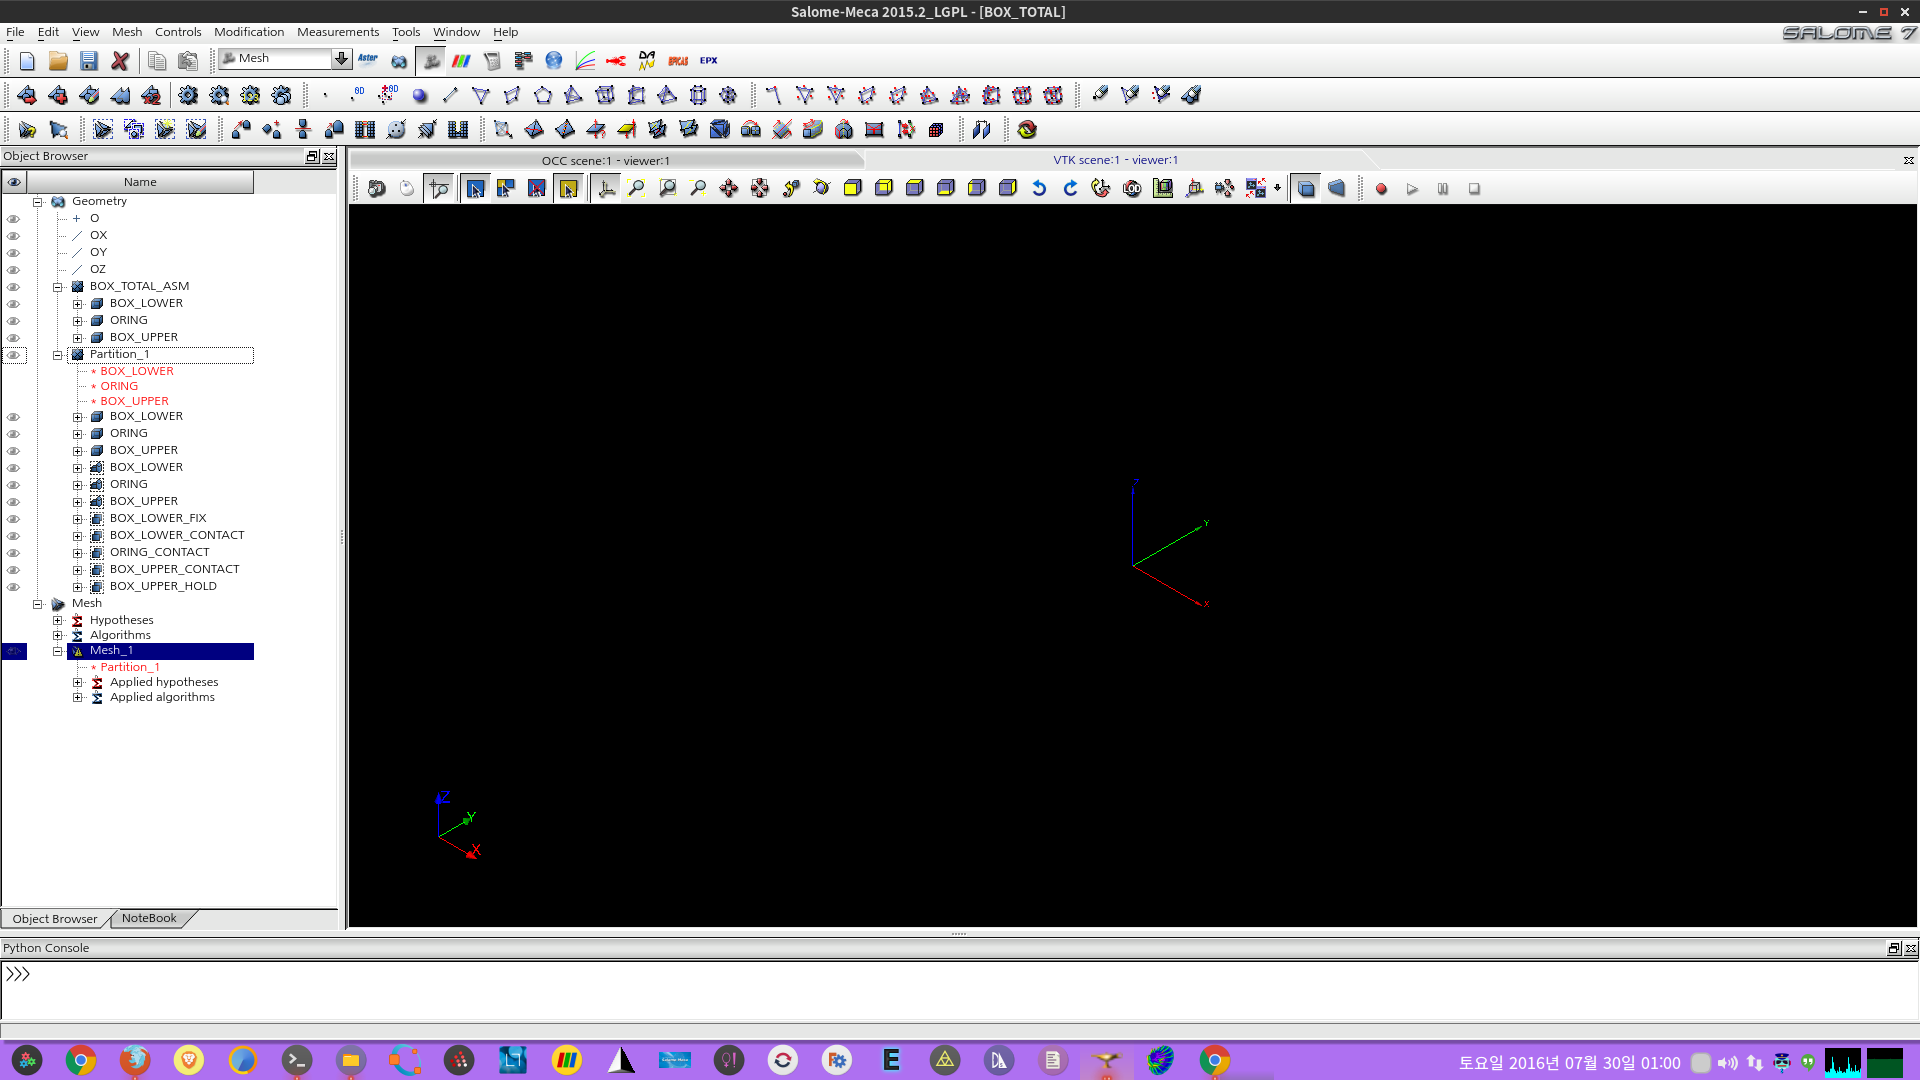 Salome-Meca 2015.2_LGPL - [BOX_TOTAL]
File Edit View Mesh Controls Modification Measurements Tools Window Help
SALOME 7
Mesh
Aster
EFICAS
EPX
0D
0D
Object Browser
OCC scene:1 - viewer:1
VTK scene:1 - viewer:1
Name
LOD
Geometry
O
OX
OY
OZ
BOX_TOTAL_ASM
BOX_LOWER
ORING
BOX_UPPER
Partition_1
* BOX_LOWER
* ORING
* BOX_UPPER
BOX_LOWER
ORING
BOX_UPPER
BOX_LOWER
ORING
BOX_UPPER
BOX_LOWER_FIX
BOX_LOWER_CONTACT
ORING_CONTACT
BOX_UPPER_CONTACT
BOX_UPPER_HOLD
Mesh
Hypotheses
Algorithms
Mesh_1
* Partition_1
Applied hypotheses
Applied algorithms
Z
Y
X
Z
Y
X
Object Browser
NoteBook
Python Console
>>>
토요일 2016년 07월 30일 01:00